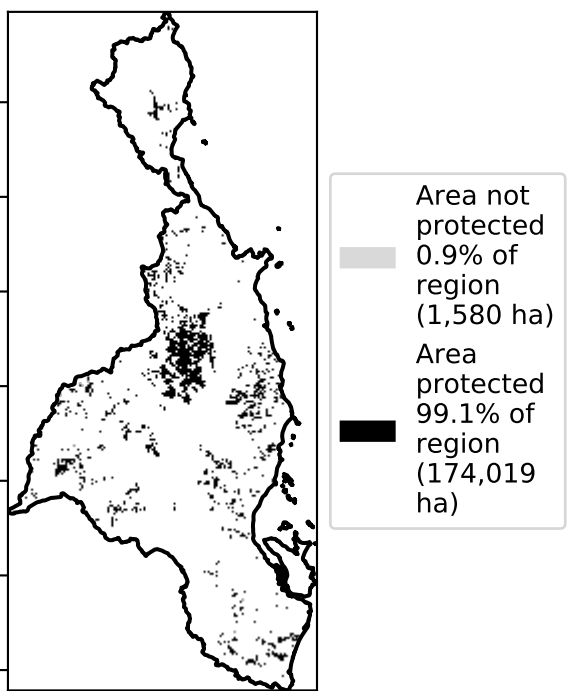 Area not
protected
0.9% of
region
(1,580 ha)
Area
protected
99.1% of
region
(174,019
ha)